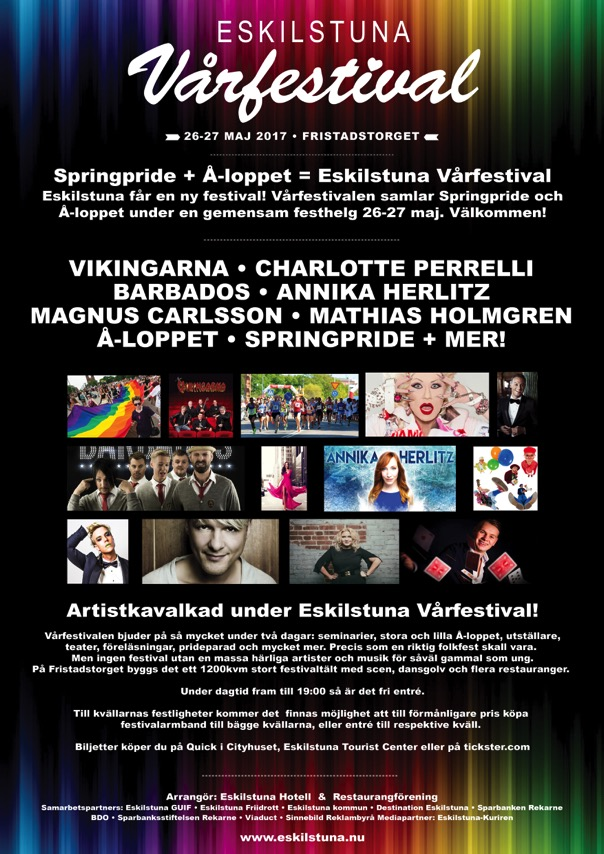 ESKILSTUNA
Vårfestival
26-27 MAJ 2017 • FRISTADSTORGET
Springpride + Å-loppet = Eskilstuna Vårfestival
Eskilstuna får en ny festival! Vårfestivalen samlar Springpride och
Å-loppet under en gemensam festhelg 26-27 maj. Välkommen!
VIKINGARNA • CHARLOTTE PERRELLI
BARBADOS • ANNIKA HERLITZ
MAGNUS CARLSSON • MATHIAS HOLMGREN
Å-LOPPET • SPRINGPRIDE + MER!
VIKINGARNA
BARBADOS
ANNIKA HERLITZ
Artistkavalkad under Eskilstuna Vårfestival!
Vårfestivalen bjuder på så mycket under två dagar: seminarier, stora och lilla Å-loppet, utställare,
teater, föreläsningar, prideparad och mycket mer. Precis som en riktig folkfest skall vara.
Men ingen festival utan en massa härliga artister och musik för såväl gammal som ung.
På Fristadstorget byggs det ett 1200kvm stort festivaltält med scen, dansgolv och flera restauranger.
Under dagtid fram till 19:00 så är det fri entré.
Till kvällarnas festligheter kommer det finnas möjlighet att till förmånligare pris köpa
festivalarmband till bägge kvällarna, eller entré till respektive kväll.
Biljetter köper du på Quick i Cityhuset, Eskilstuna Tourist Center eller på tickster.com
Arrangör: Eskilstuna Hotell & Restaurangförening
Samarbetspartners: Eskilstuna GUIF • Eskilstuna Friidrott • Eskilstuna kommun • Destination Eskilstuna • Sparbanken Rekarne
BDO • Sparbanksstiftelsen Rekarne • Viaduct • Sinnebild Reklambyrå Mediapartner: Eskilstuna-Kuriren
www.eskilstuna.nu